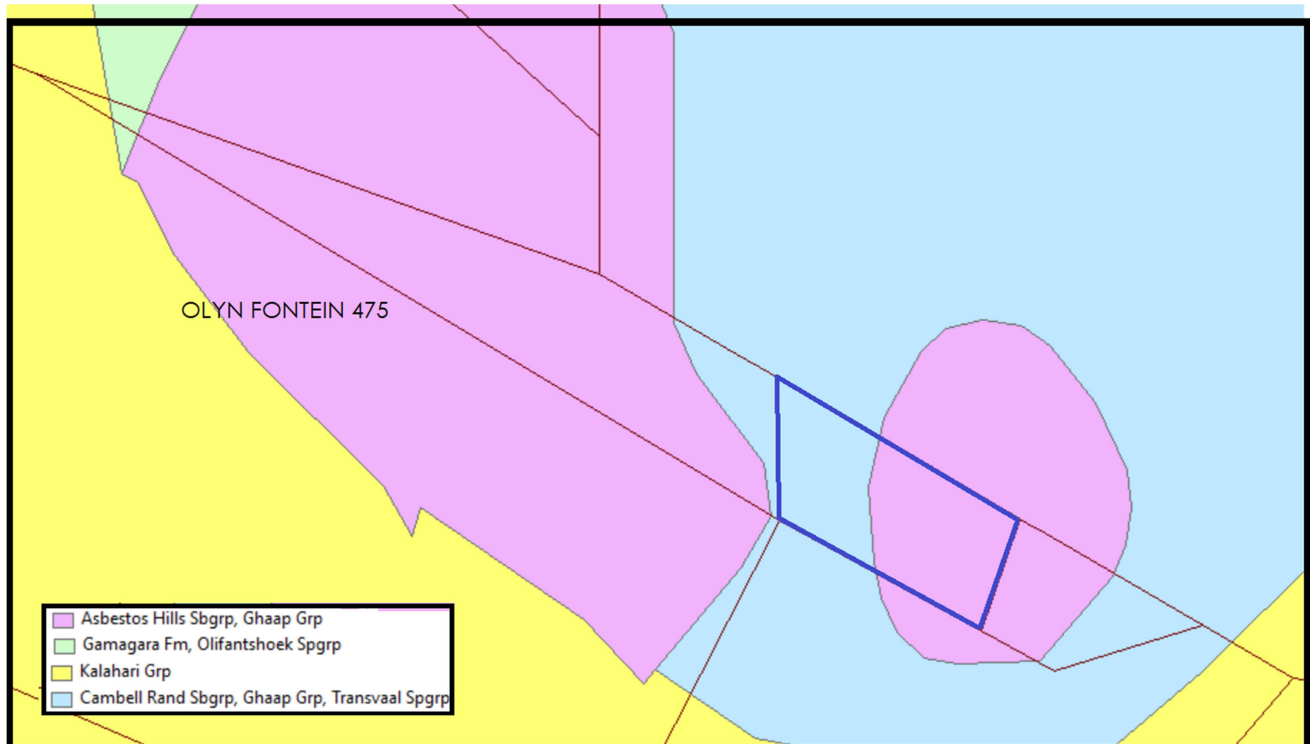 OLYN FONTEIN 475
Asbestos Hills Sbgrp, Ghaap Grp
Gamagara Fm, Olifantshoek Spgrp
Kalahari Grp
Cambell Rand Sbgrp, Ghaap Grp, Transvaal Spgrp